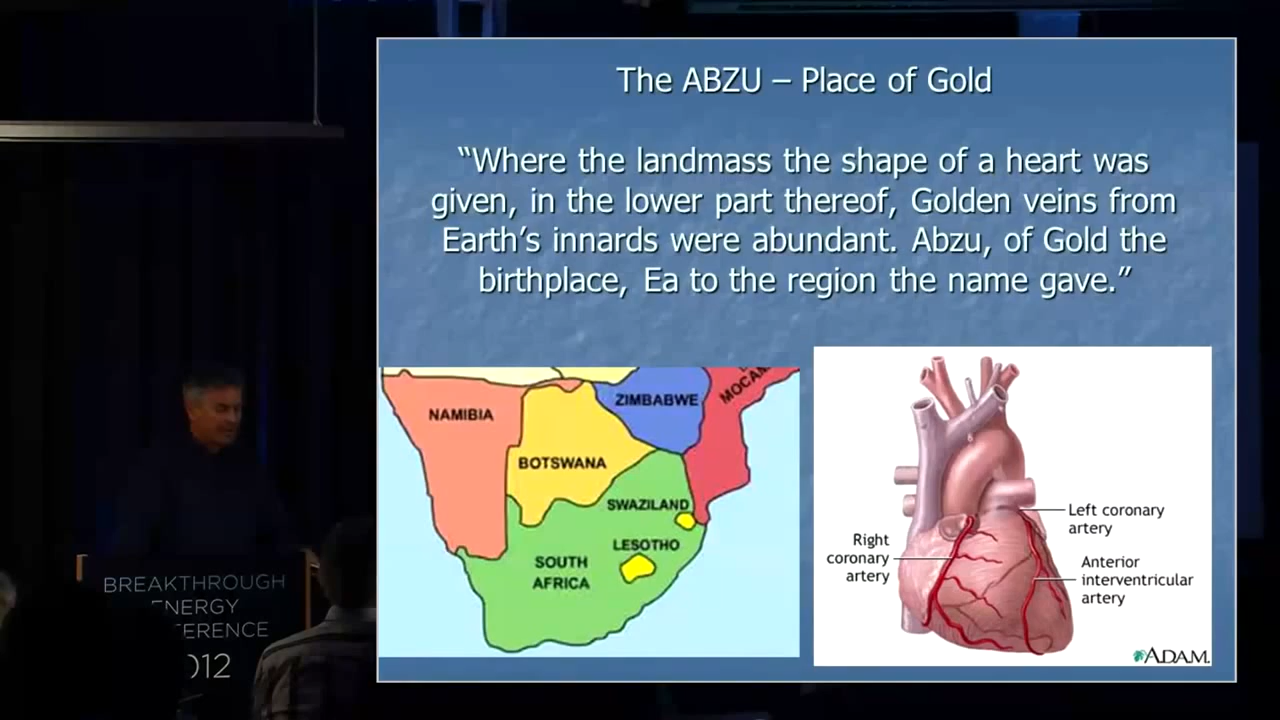 The ABZU – Place of Gold
“Where the landmass the shape of a heart was
given, in the lower part thereof, Golden veins from
Earth’s innards were abundant. Abzu, of Gold the
birthplace, Ea to the region the name gave.”
NAMIBIA
ZIMBABWE
BOTSWANA
SWAZILAND
LESOTHO
SOUTH
AFRICA
Left coronary
artery
Right
coronary
artery
Anterior
interventricular
artery
ADAM.
BREAKTHROUGH
ENERGY